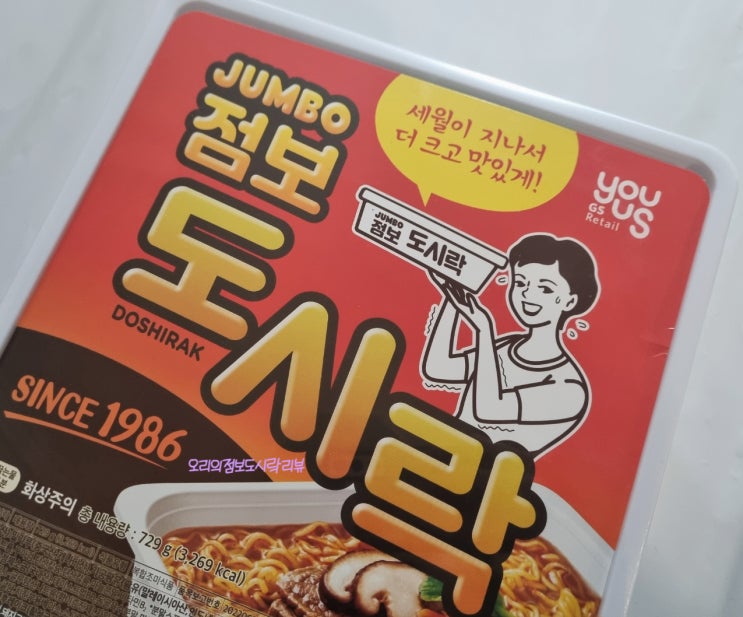 JUMBO
점보
도시락
DOSHIRAK
세월이 지나서
더 크고 맛있게!
you
us
GS
Retail
JUMBO
점보 도시락
SINCE 1986
오리의 점보도시락 리뷰
화상주의
총 내용량 : 729 g (3,269 kcal)